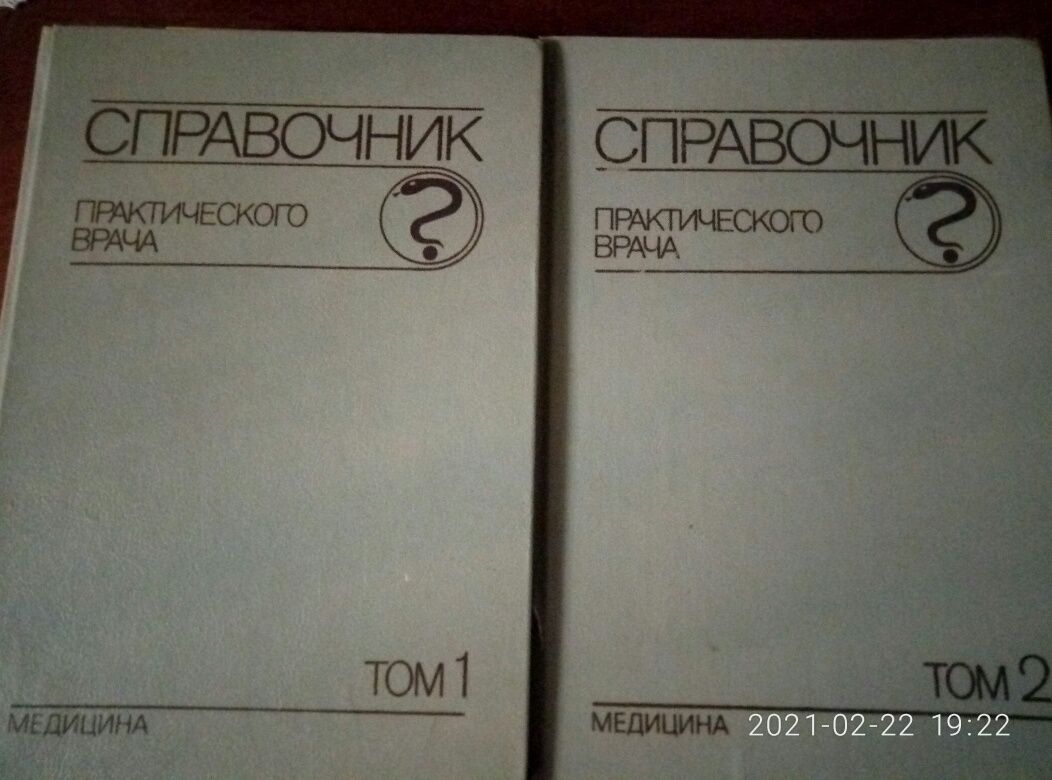 СПРАВОЧНИК
ПРАКТИЧЕСКОГО
ВРАЧА
ТОМ 1
МЕДИЦИНА
СПРАВОЧНИК
ПРАКТИЧЕСКОГО
ВРАЧА
ТОМ 2
МЕДИЦИНА
2021-02-22 19:22